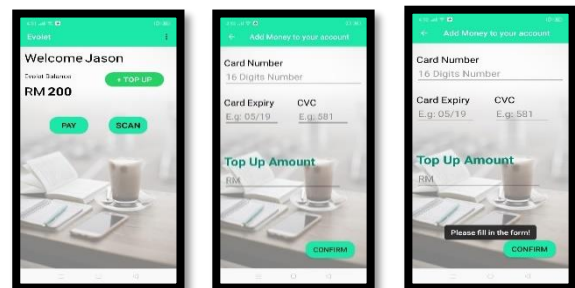 Evolet
Welcome Jason
Evolet Balance
+ TOP UP
RM 200
PAY
SCAN
Add Money to your account
Card Number
16 Digits Number
Card Expiry
CVC
E.g: 05/19
E.g: 581
Top Up Amount
RM
CONFIRM
Add Money to your account
Card Number
16 Digits Number
Card Expiry
CVC
E.g: 05/19
E.g: 581
Top Up Amount
RM
Please fill in the form!
CONFIRM